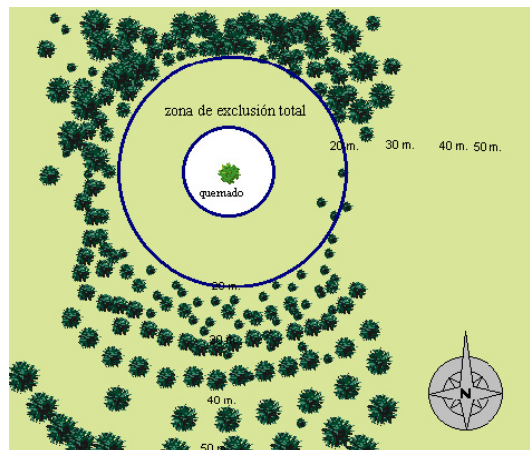 zona de exclusión total
20 m. 30 m. 40 m. 50 m.
quemado
20 m.
30 m.
40 m.
50 m.
N